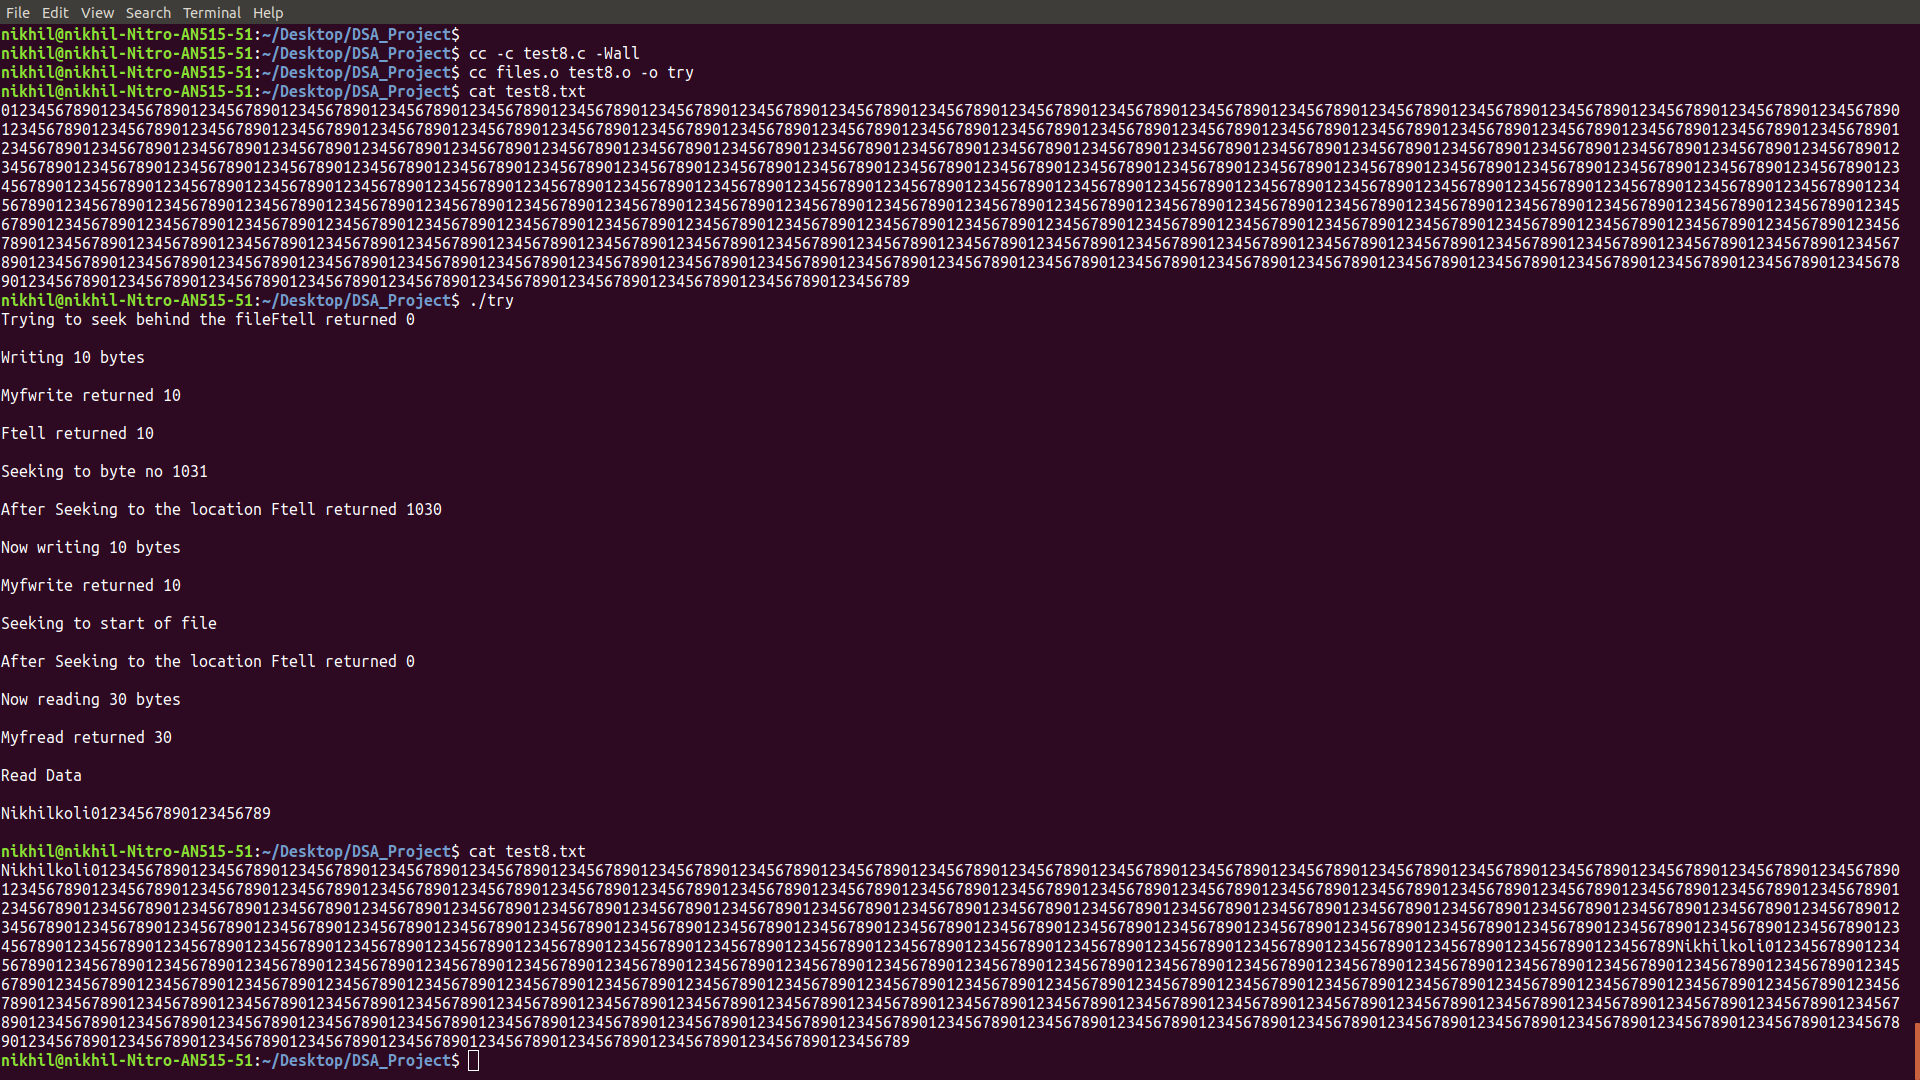 File Edit View Search Terminal Help
nikhil@nikhil-Nitro-AN515-51:~/Desktop/DSA_Project$
nikhil@nikhil-Nitro-AN515-51:~/Desktop/DSA_Project$ cc -c test8.c -Wall
nikhil@nikhil-Nitro-AN515-51:~/Desktop/DSA_Project$ cc files.o test8.o -o try
nikhil@nikhil-Nitro-AN515-51:~/Desktop/DSA_Project$ cat test8.txt
0123456789012345678901234567890123456789012345678901234567890123456789012345678901234567890123456789012345678901234567890123456789012345678901234567890123456789012345678901234567890123456789012345678901234567890
1234567890123456789012345678901234567890123456789012345678901234567890123456789012345678901234567890123456789012345678901234567890123456789012345678901234567890123456789012345678901234567890123456789012345678901
2345678901234567890123456789012345678901234567890123456789012345678901234567890123456789012345678901234567890123456789012345678901234567890123456789012345678901234567890123456789012345678901234567890123456789012
3456789012345678901234567890123456789012345678901234567890123456789012345678901234567890123456789012345678901234567890123456789012345678901234567890123456789012345678901234567890123456789012345678901234567890123
4567890123456789012345678901234567890123456789012345678901234567890123456789012345678901234567890123456789012345678901234567890123456789012345678901234567890123456789012345678901234567890123456789012345678901234
5678901234567890123456789012345678901234567890123456789012345678901234567890123456789012345678901234567890123456789012345678901234567890123456789012345678901234567890123456789012345678901234567890123456789012345
6789012345678901234567890123456789012345678901234567890123456789012345678901234567890123456789012345678901234567890123456789012345678901234567890123456789012345678901234567890123456789012345678901234567890123456
7890123456789012345678901234567890123456789012345678901234567890123456789012345678901234567890123456789012345678901234567890123456789012345678901234567890123456789012345678901234567890123456789012345678901234567
8901234567890123456789012345678901234567890123456789012345678901234567890123456789012345678901234567890123456789012345678901234567890123456789012345678901234567890123456789012345678901234567890123456789012345678
90123456789012345678901234567890123456789012345678901234567890123456789012345678901234567890123456789
nikhil@nikhil-Nitro-AN515-51:~/Desktop/DSA_Project$ ./try
Trying to seek behind the fileFtell returned 0
Writing 10 bytes
Myfwrite returned 10
Ftell returned 10
Seeking to byte no 1031
After Seeking to the location Ftell returned 1030
Now writing 10 bytes
Myfwrite returned 10
Seeking to start of file
After Seeking to the location Ftell returned 0
Now reading 30 bytes
Myfread returned 30
Read Data
Nikhilkoli01234567890123456789
nikhil@nikhil-Nitro-AN515-51:~/Desktop/DSA_Project$ cat test8.txt
Nikhilkoli012345678901234567890123456789012345678901234567890123456789012345678901234567890123456789012345678901234567890123456789012345678901234567890123456789012345678901234567890123456789012345678901234567890
1234567890123456789012345678901234567890123456789012345678901234567890123456789012345678901234567890123456789012345678901234567890123456789012345678901234567890123456789012345678901234567890123456789012345678901
2345678901234567890123456789012345678901234567890123456789012345678901234567890123456789012345678901234567890123456789012345678901234567890123456789012345678901234567890123456789012345678901234567890123456789012
3456789012345678901234567890123456789012345678901234567890123456789012345678901234567890123456789012345678901234567890123456789012345678901234567890123456789012345678901234567890123456789012345678901234567890123
456789012345678901234567890123456789012345678901234567890123456789012345678901234567890123456789012345678901234567890123456789012345678901234567890123456789012345678901234567890123456789Nikhilkoli012345678901234
5678901234567890123456789012345678901234567890123456789012345678901234567890123456789012345678901234567890123456789012345678901234567890123456789012345678901234567890123456789012345678901234567890123456789012345
6789012345678901234567890123456789012345678901234567890123456789012345678901234567890123456789012345678901234567890123456789012345678901234567890123456789012345678901234567890123456789012345678901234567890123456
7890123456789012345678901234567890123456789012345678901234567890123456789012345678901234567890123456789012345678901234567890123456789012345678901234567890123456789012345678901234567890123456789012345678901234567
8901234567890123456789012345678901234567890123456789012345678901234567890123456789012345678901234567890123456789012345678901234567890123456789012345678901234567890123456789012345678901234567890123456789012345678
90123456789012345678901234567890123456789012345678901234567890123456789012345678901234567890123456789
nikhil@nikhil-Nitro-AN515-51:~/Desktop/DSA_Project$